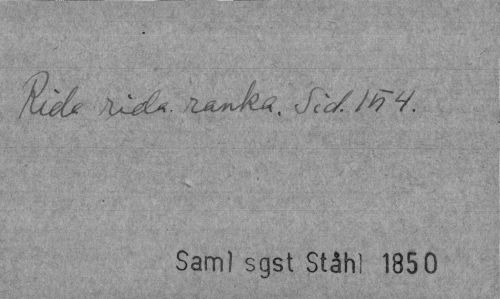 Rida rida ranka. Sid. 154.
Saml sgst Ståhl 1850